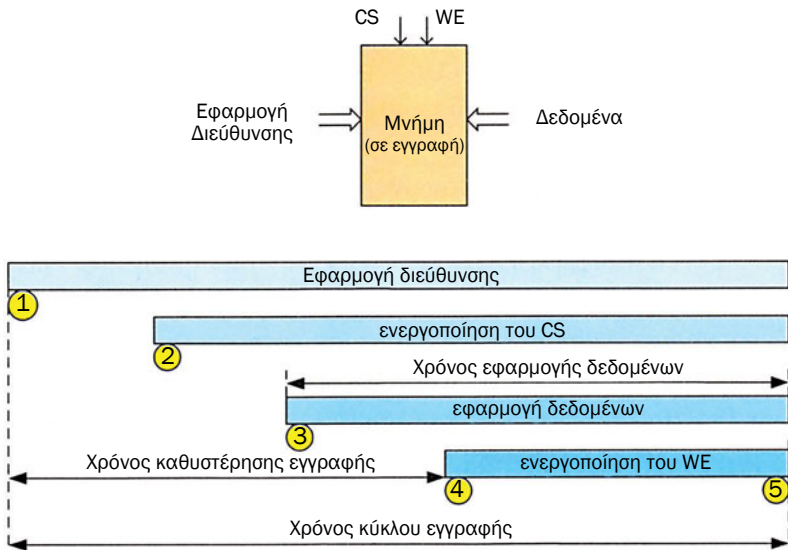 CS WE
Εφαρμογή
Διεύθυνσης
Μνήμη
(σε εγγραφή)
Δεδομένα
Εφαρμογή διεύθυνσης
1
ενεργοποίηση του CS
2
Χρόνος εφαρμογής δεδομένων
εφαρμογή δεδομένων
3
Χρόνος καθυστέρησης εγγραφής
ενεργοποίηση του WE
4
5
Χρόνος κύκλου εγγραφής